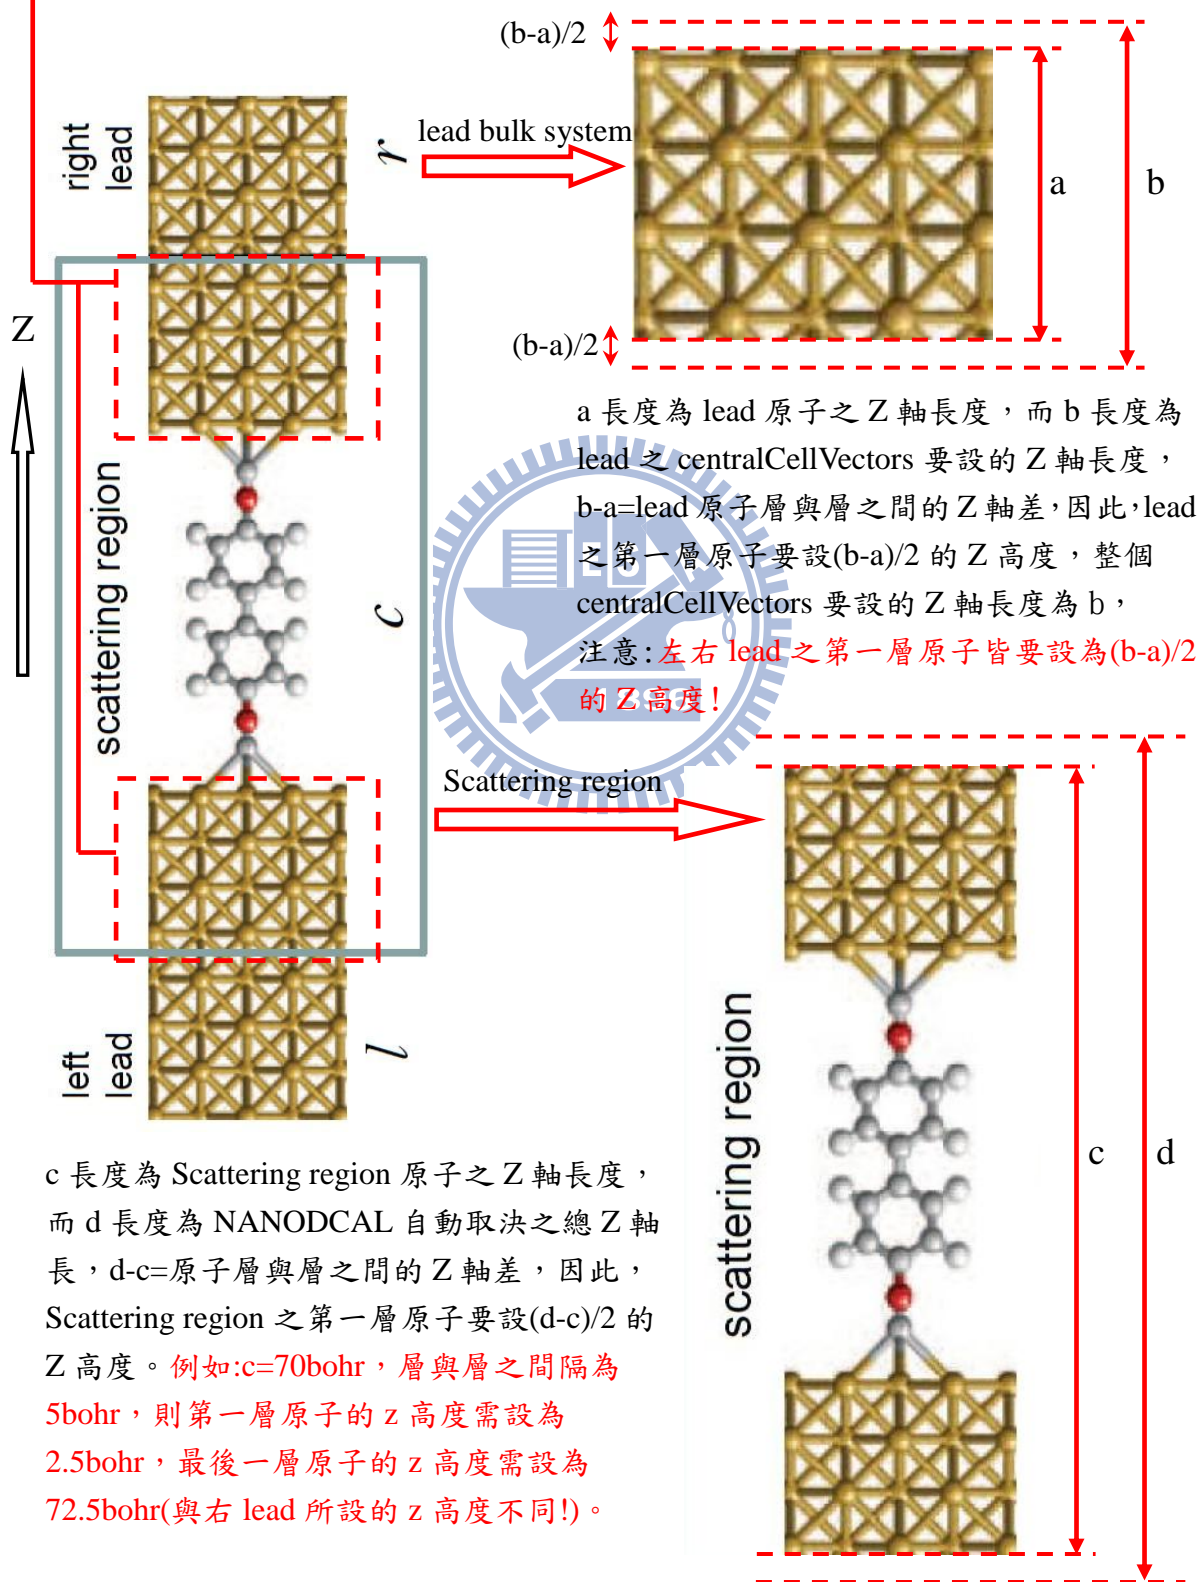 (b-a)/2
right
lead
r
lead bulk system
a
b
(b-a)/2
Z
a 長度為 lead 原子之 Z 軸長度，而 b 長度為
lead 之 centralCellVectors 要設的 Z 軸長度，
b-a=lead 原子層與層之間的 Z 軸差，因此，lead
之第一層原子要設(b-a)/2 的 Z 高度，整個
centralCellVectors 要設的 Z 軸長度為 b，
注意:左右 lead 之第一層原子皆要設為(b-a)/2
的 Z 高度!
ES
1896
scattering region
c
Scattering region
left
lead
l
scattering region
c
d
c 長度為 Scattering region 原子之 Z 軸長度，
而 d 長度為 NANODCAL 自動取決之總 Z 軸
長，d-c=原子層與層之間的 Z 軸差，因此，
Scattering region 之第一層原子要設(d-c)/2 的
Z 高度。例如:c=70bohr，層與層之間隔為
5bohr，則第一層原子的 z 高度需設為
2.5bohr，最後一層原子的 z 高度需設為
72.5bohr(與右 lead 所設的 z 高度不同!)。